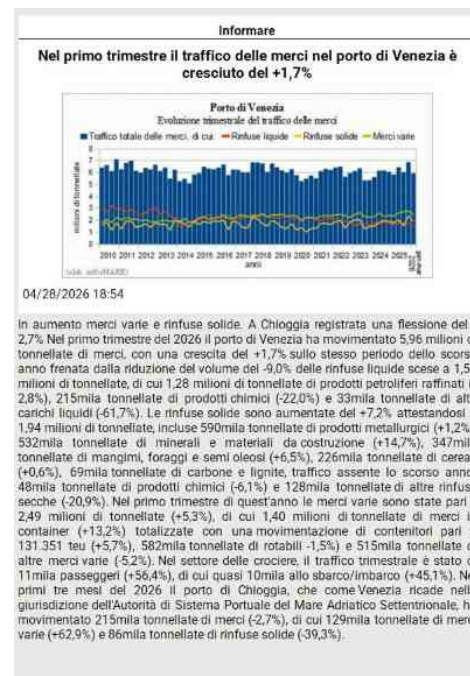 Informare
Nel primo trimestre il traffico delle merci nel porto di Venezia è
cresciuto del +1,7%
Porto di Venezia
Evoluzione trimestrale del traffico delle merci
Traffico totale delle merci, di cui Rinfuse liquide Rinfuse solide Merci varie
milioni di tonnellate
8
7
6
5
4
3
2
1
0
2010 2011 2012 2013 2014 2015 2016 2017 2018 2019 2020 2021 2022 2023 2024 2025
anni
04/28/2026 18:54
In aumento merci varie e rinfuse solide. A Chioggia registrata una flessione del
2,7% Nel primo trimestre del 2026 il porto di Venezia ha movimentato 5,96 milioni
tonnellate di merci, con una crescita del +1,7% sullo stesso periodo dello scors
anno frenata dalla riduzione del volume del -9,0% delle rinfuse liquide scese a 1,5
milioni di tonnellate, di cui 1,28 milioni di tonnellate di prodotti petroliferi raffinati
2,8%), 215mila tonnellate di prodotti chimici (-22,0%) e 33mila tonnellate di alt
carichi liquidi (-61,7%). Le rinfuse solide sono aumentate del +7,2% attestandosi
1,94 milioni di tonnellate, incluse 590mila tonnellate di prodotti metallurgici (+1,2%
532mila tonnellate di minerali e materiali da costruzione (+14,7%), 347mil
tonnellate di mangimi, foraggi e semi oleosi (+6,5%), 226mila tonnellate di cerea
(+0,6%), 69mila tonnellate di carbone e lignite, traffico assente lo scorso anno
48mila tonnellate di prodotti chimici (-6,1%) e 128mila tonnellate di altre rinfus
secche (-20,9%). Nel primo trimestre di quest'anno le merci varie sono state pari
2,49 milioni di tonnellate (+5,3%), di cui 1,40 milioni di tonnellate di merci i
container (+13,2%) totalizzate con una movimentazione di contenitori pari
131.351 teu (+5,7%), 582mila tonnellate di rotabili -1,5%) e 515mila tonnellate
altre merci varie (-5,2%). Nel settore delle crociere, il traffico trimestrale è stato
11mila passeggeri (+56,4%), di cui quasi 10mila allo sbarco/imbarco (+45,1%). Ne
primi tre mesi del 2026 il porto di Chioggia, che come Venezia ricade nell
giurisdizione dell'Autorità di Sistema Portuale del Mare Adriatico Settentrionale, h
movimentato 215mila tonnellate di merci (-2,7%), di cui 129mila tonnellate di merc
varie (+62,9%) e 86mila tonnellate di rinfuse solide (-39,3%).